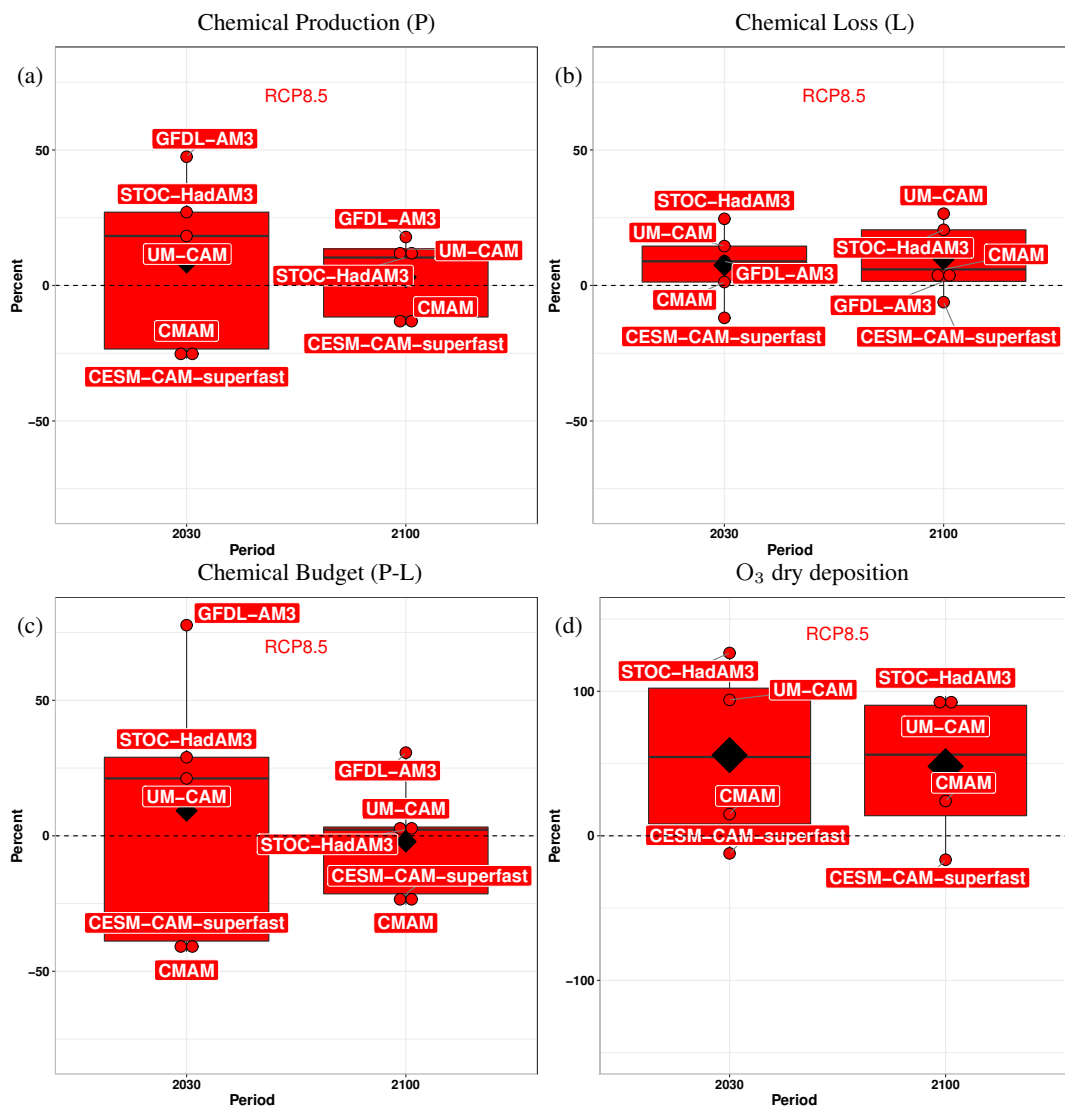 Chemical Production (P)
(a)
RCP8.5
GFDL−AM3
STOC−HadAM3
UM−CAM
CMAM
CESM−CAM−superfast
GFDL−AM3
UM−CAM
STOC−HadAM3
CMAM
CESM−CAM−superfast
50
0
−50
Percent
2030
2100
Period
Chemical Loss (L)
(b)
RCP8.5
STOC−HadAM3
UM−CAM
GFDL−AM3
CMAM
CESM−CAM−superfast
UM−CAM
STOC−HadAM3
CMAM
GFDL−AM3
CESM−CAM−superfast
50
0
−50
Percent
2030
2100
Period
Chemical Budget (P-L)
(c)
RCP8.5
GFDL−AM3
STOC−HadAM3
UM−CAM
CESM−CAM−superfast
CMAM
GFDL−AM3
UM−CAM
STOC−HadAM3
CESM−CAM−superfast
CMAM
50
0
−50
Percent
2030
2100
Period
O₃ dry deposition
(d)
RCP8.5
STOC−HadAM3
UM−CAM
CMAM
CESM−CAM−superfast
STOC−HadAM3
UM−CAM
CMAM
CESM−CAM−superfast
100
0
−100
Percent
2030
2100
Period